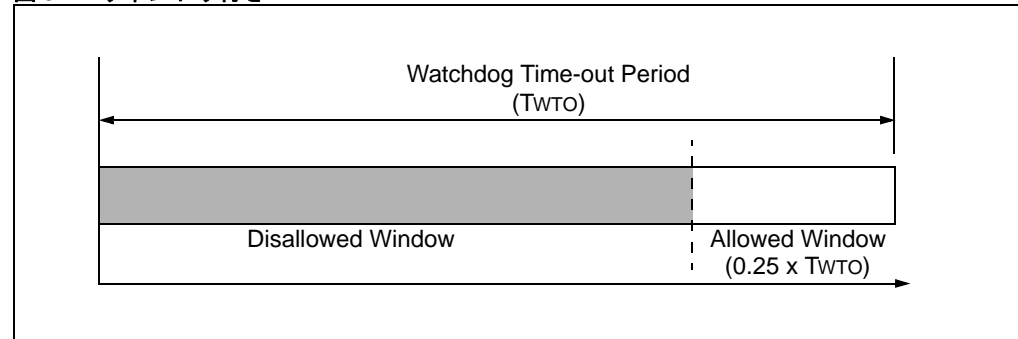 Watchdog Time-out Period
(TWTO)
Disallowed Window
Allowed Window
(0.25 x TWTO)